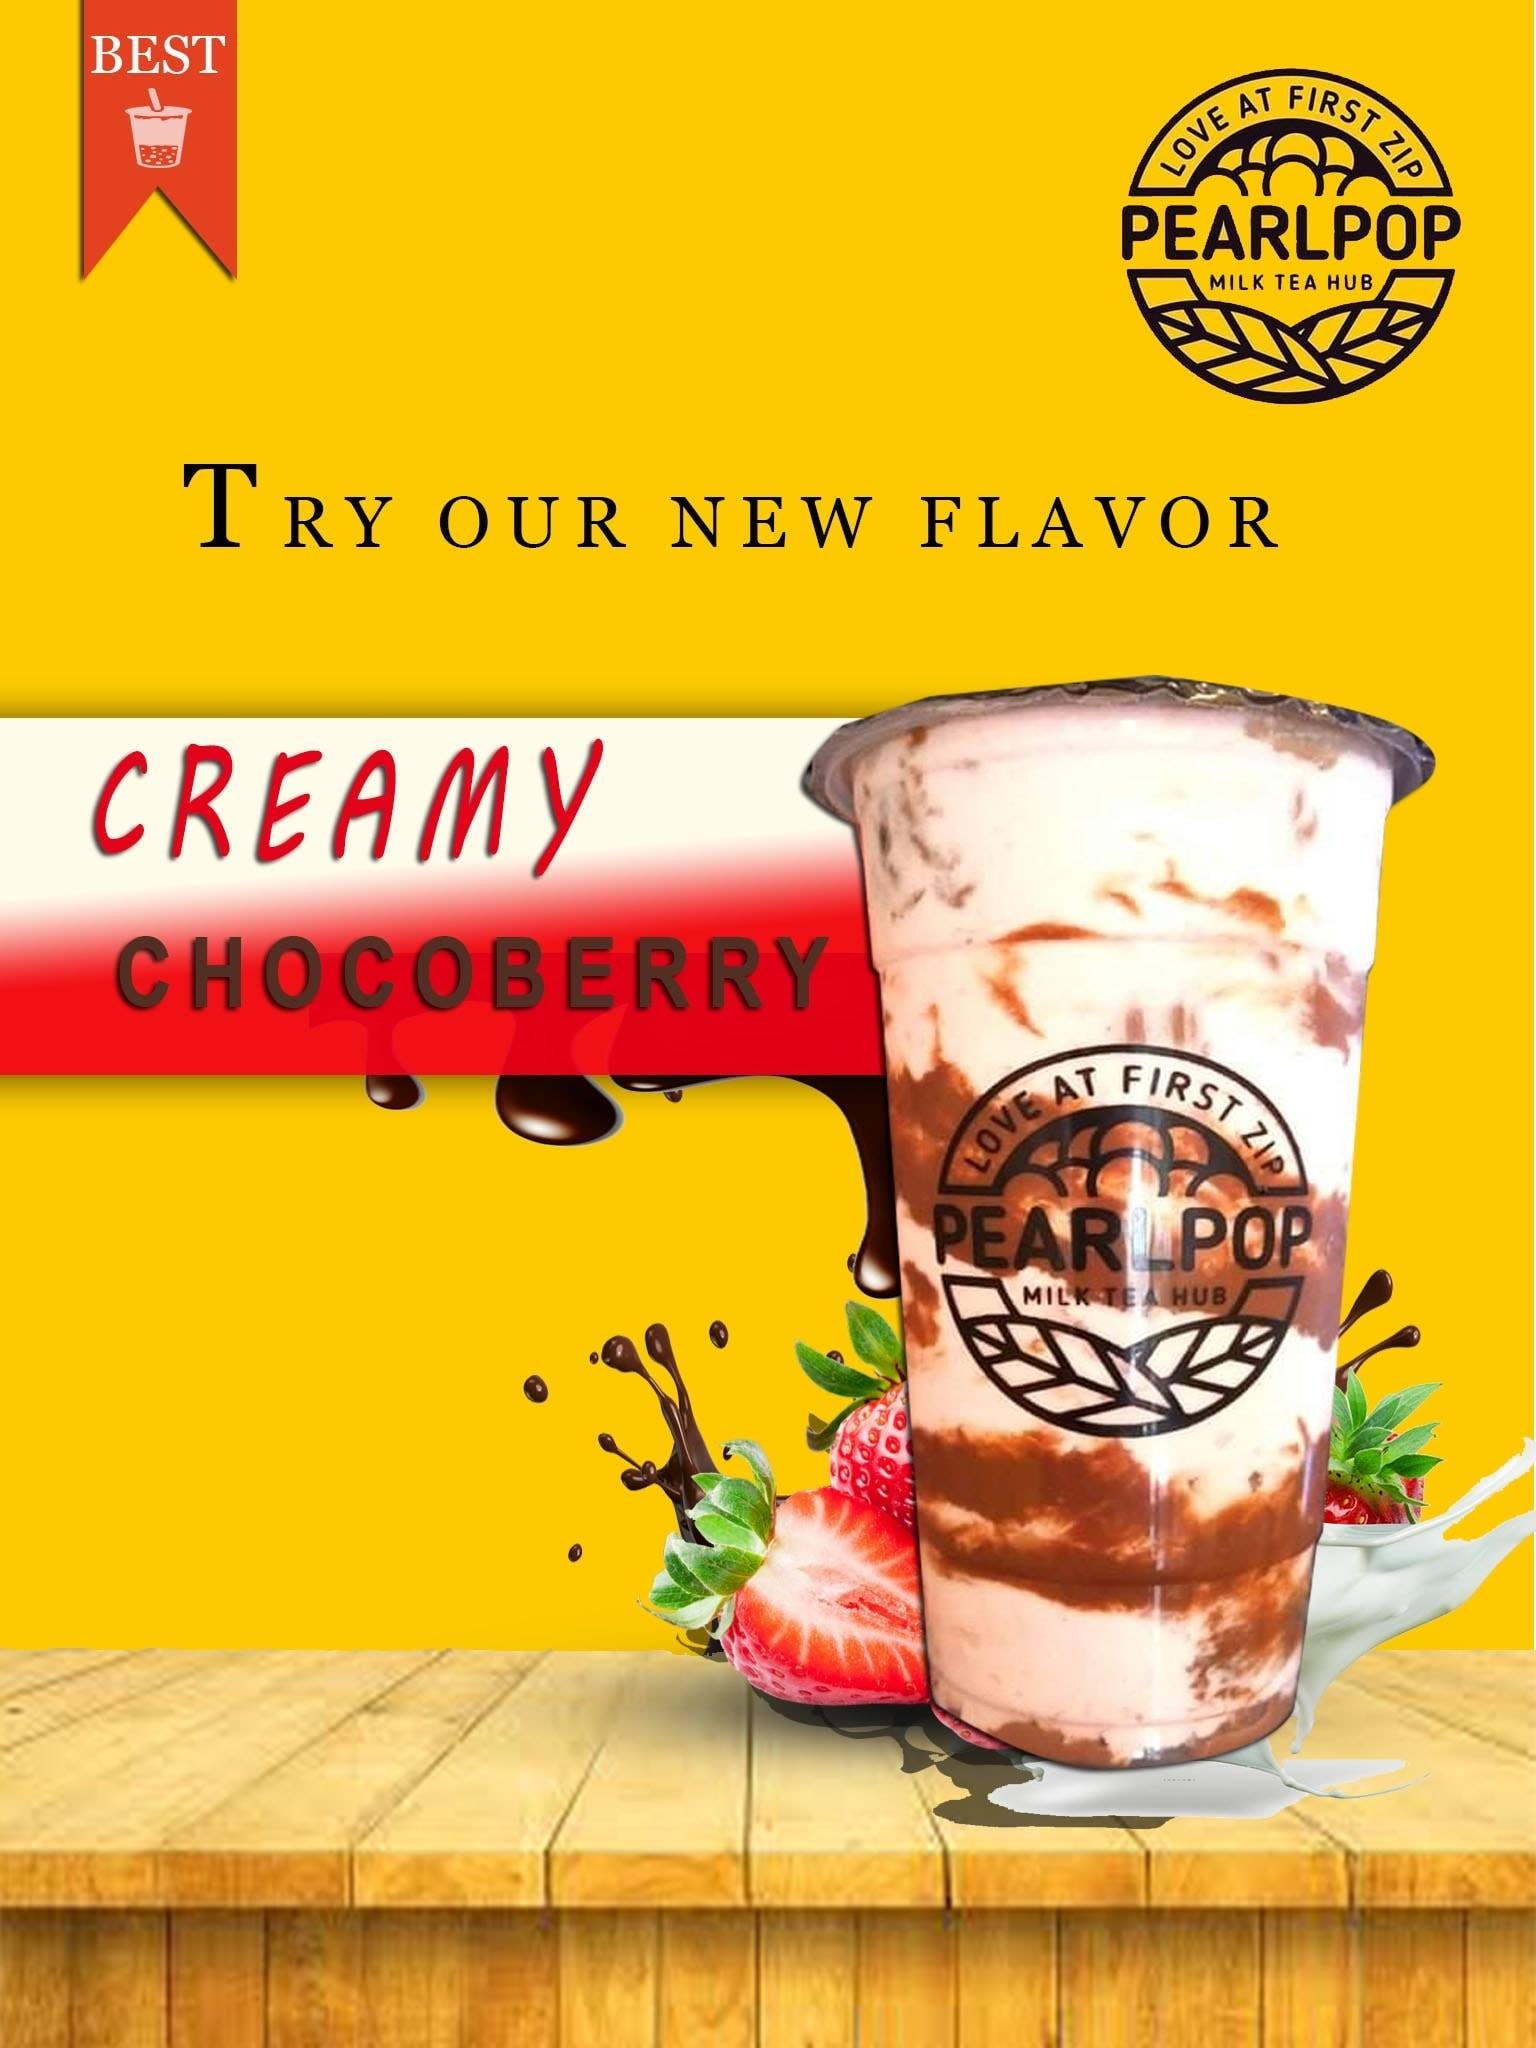 BEST
LOVE AT FIRST ZIP
PEARLPOP
MILK TEA HUB
TRY OUR NEW FLAVOR
CREAMY
CHOCOBERRY
LOVE AT FIRST ZIP
PEARLPOP
MILK TEA HUB